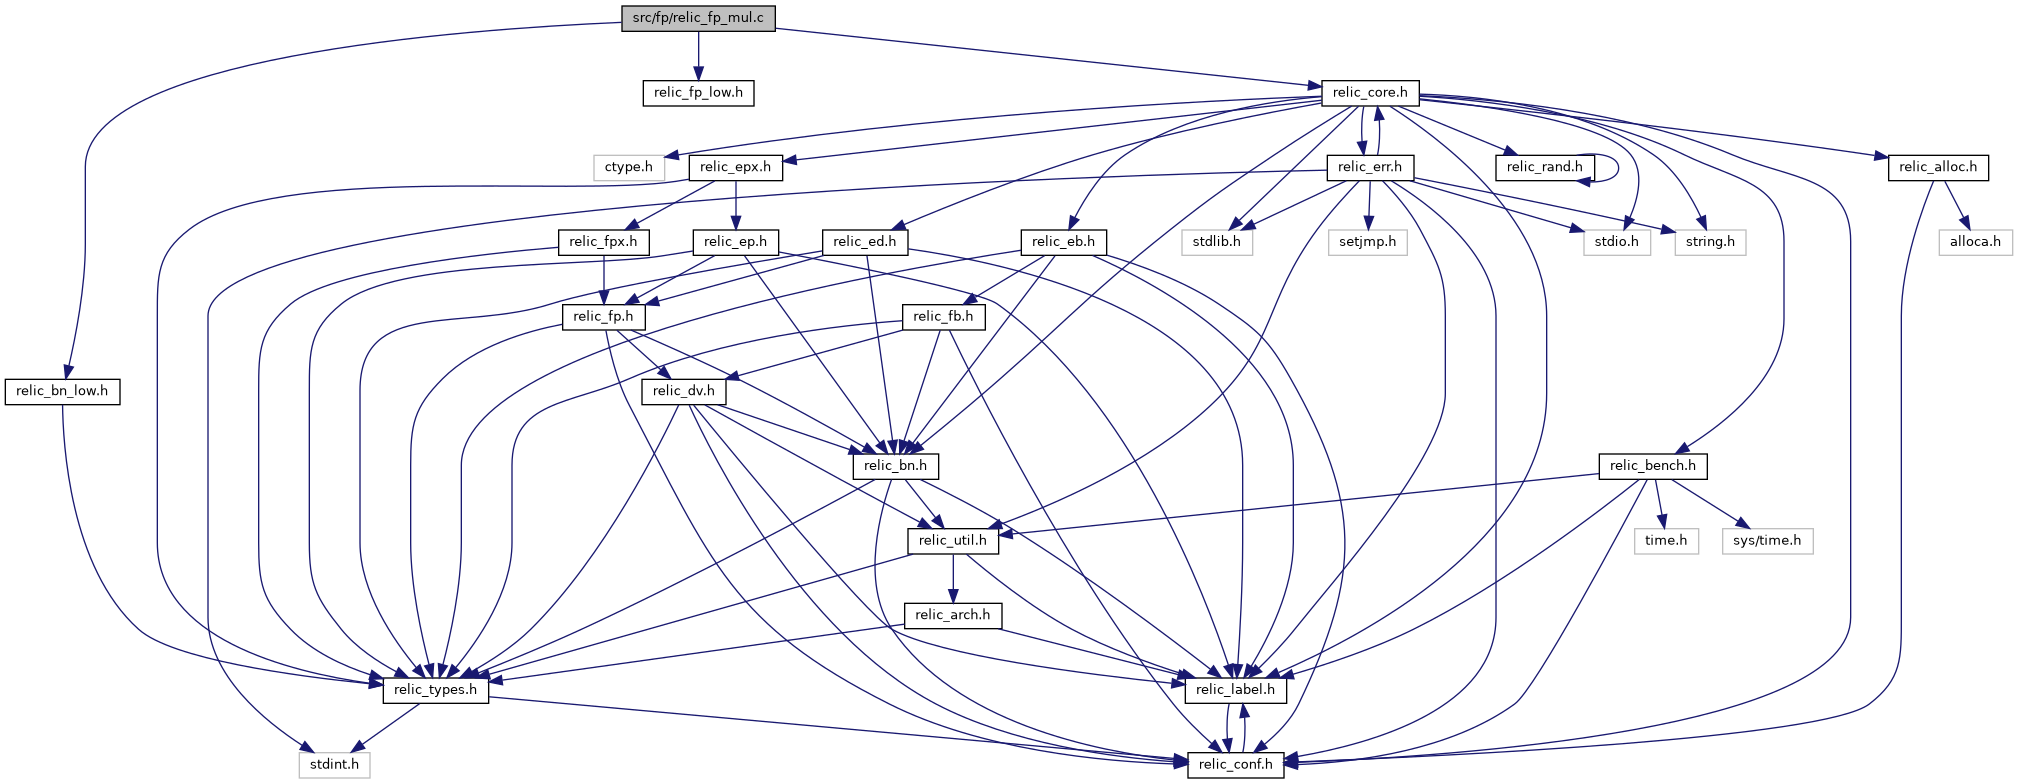 src/fp/relic_fp_mul.c
relic_fp_low.h
relic_core.h
ctype.h
relic_epx.h
relic_err.h
relic_rand.h
relic_alloc.h
relic_fpx.h
relic_ep.h
relic_ed.h
relic_eb.h
stdlib.h
setjmp.h
stdio.h
string.h
alloca.h
relic_fp.h
relic_fb.h
relic_bn_low.h
relic_dv.h
relic_bn.h
relic_bench.h
relic_util.h
time.h
sys/time.h
relic_arch.h
relic_types.h
relic_label.h
stdint.h
relic_conf.h